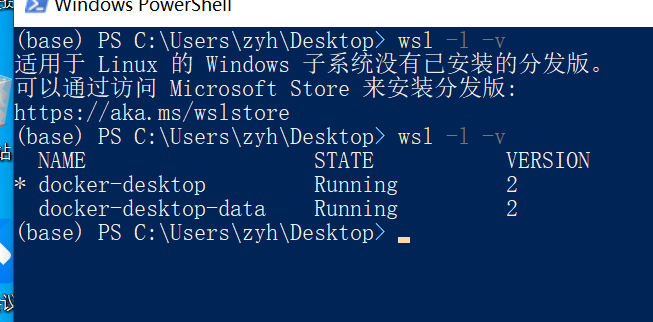 Windows PowerShell
(base) PS C:\Users\zyh\Desktop> wsl -l -v
适用于 Linux 的 Windows 子系统没有已安装的分发版。
可以通过访问 Microsoft Store 来安装分发版:
https://aka.ms/wslstore
(base) PS C:\Users\zyh\Desktop> wsl -l -v
NAME STATE VERSION
* docker-desktop Running 2
docker-desktop-data Running 2
(base) PS C:\Users\zyh\Desktop>
站
议